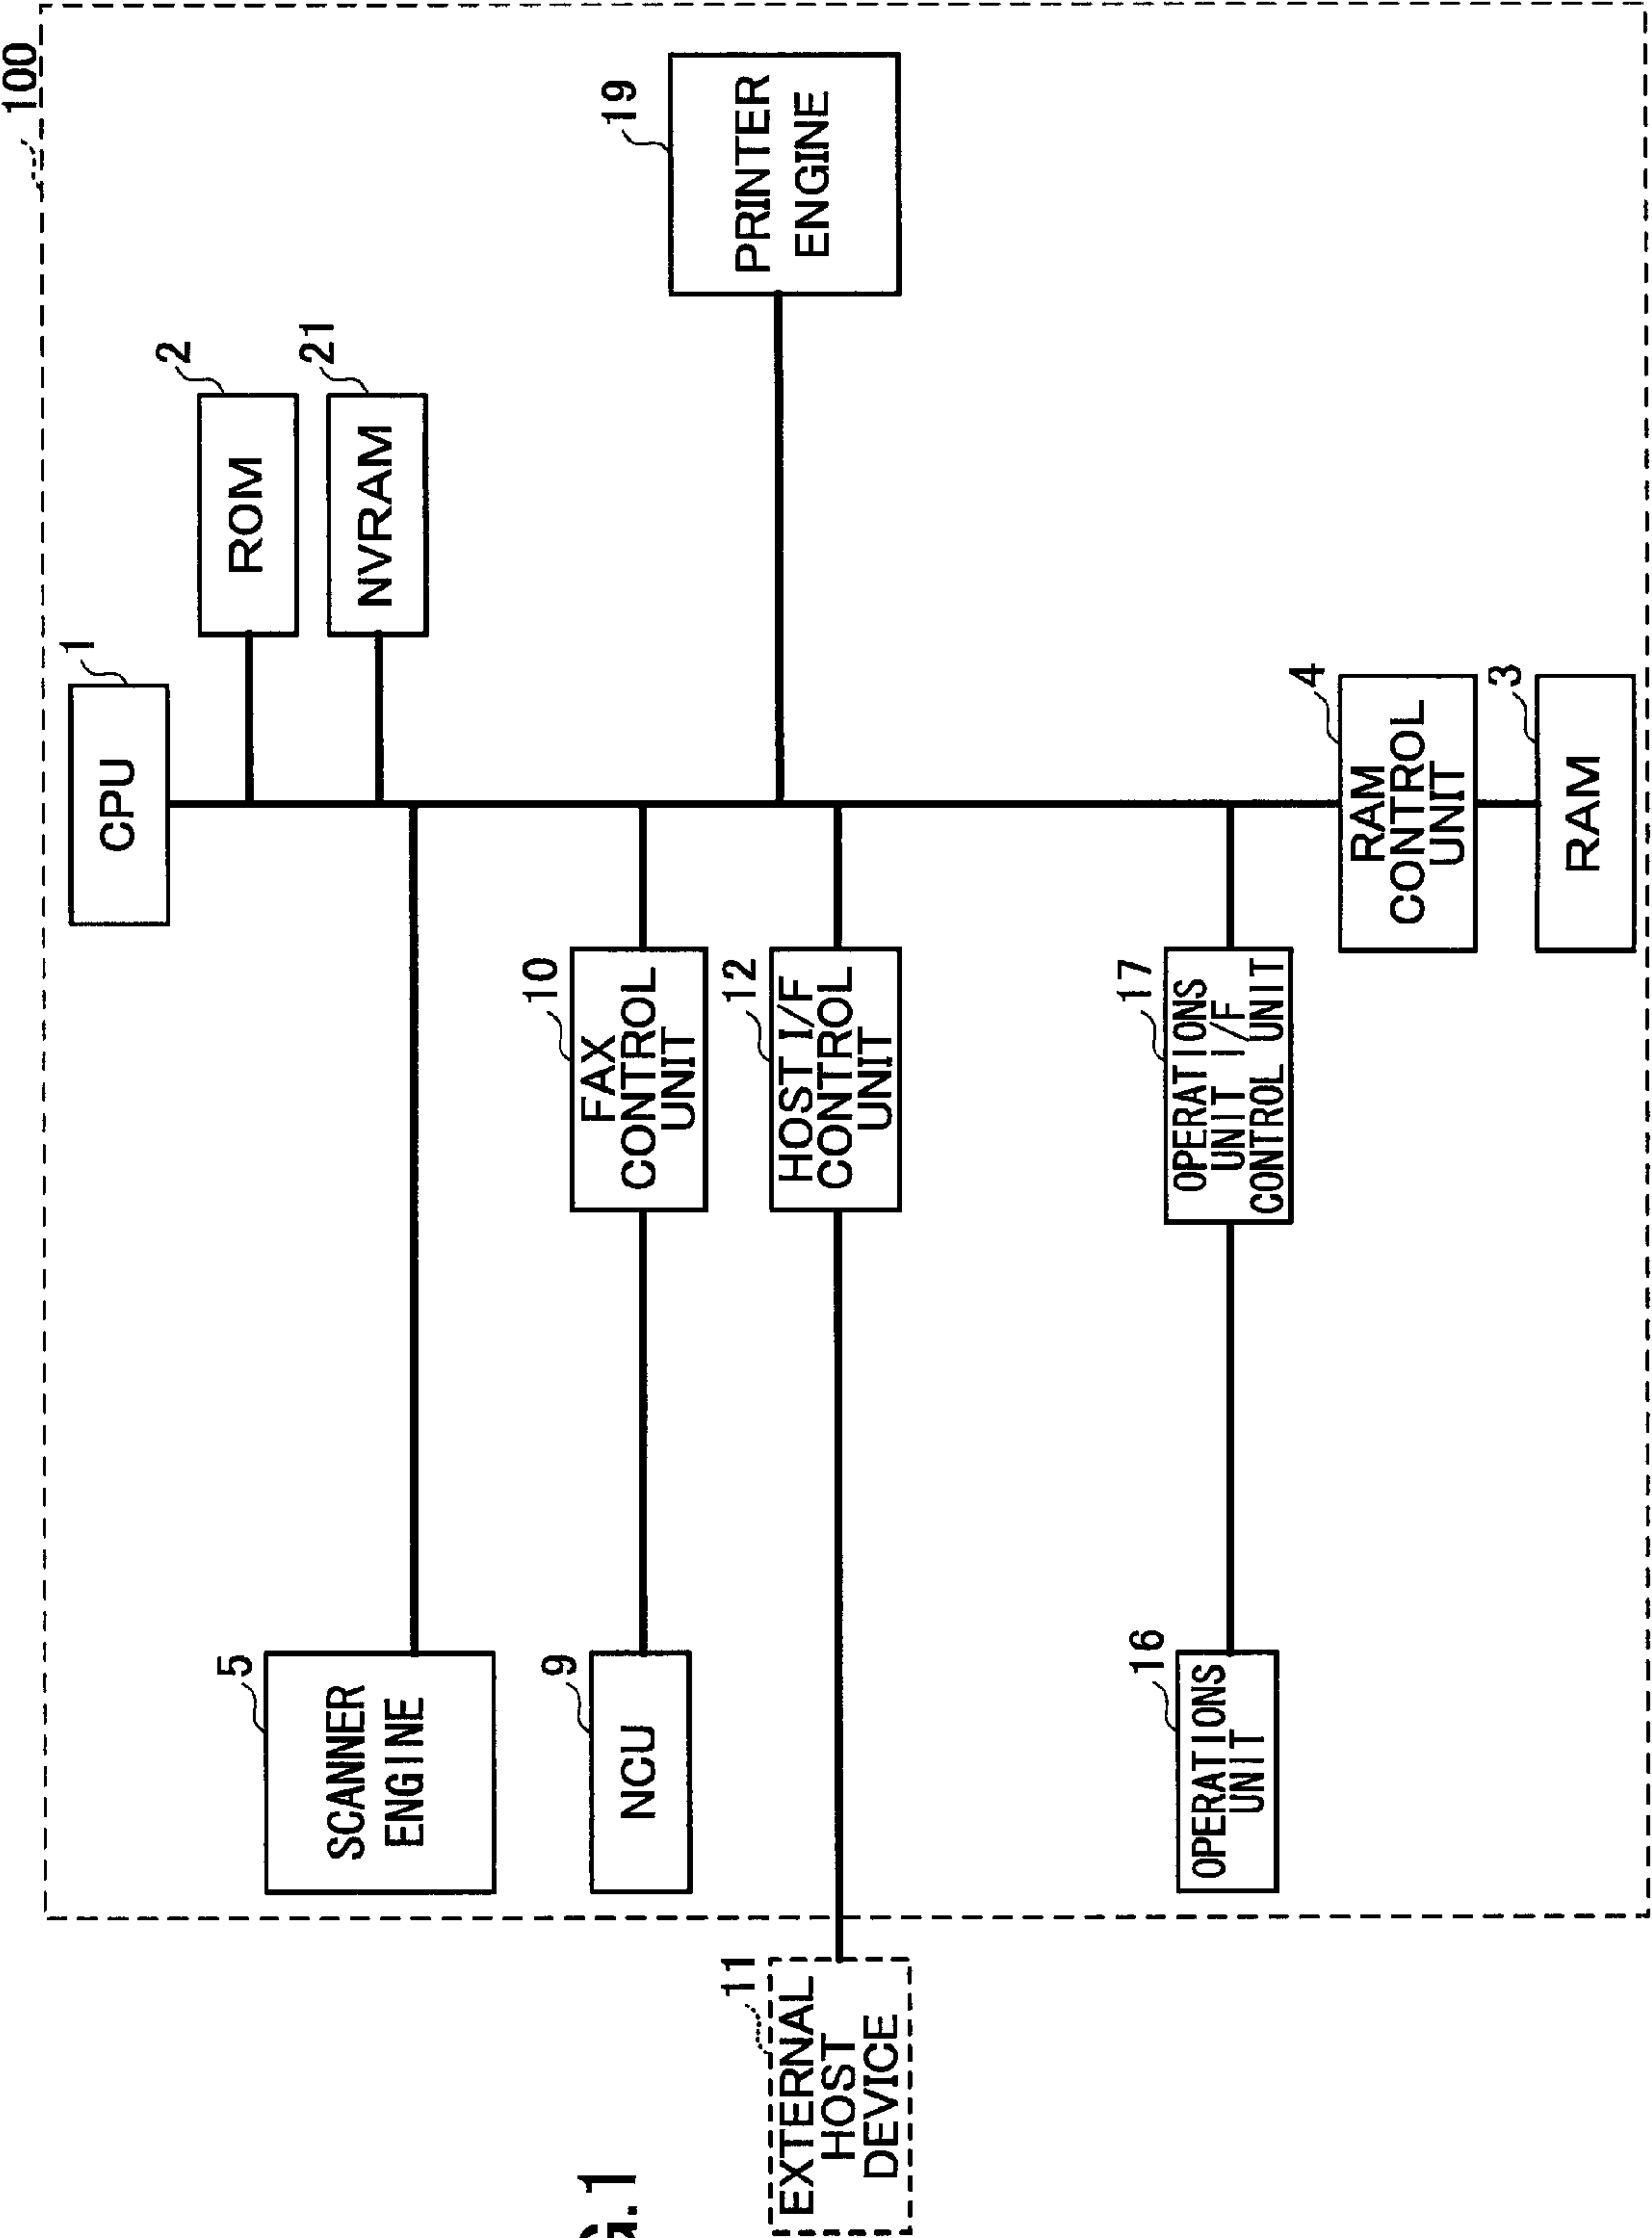 100
1
CPU
2
ROM
21
NVRAM
5
SCANNER
ENGINE
9
NCU
10
FAX
CONTROL
UNIT
19
PRINTER
ENGINE
G.1
11
EXTERNAL
HOST
DEVICE
12
HOST I/F
CONTROL
UNIT
16
OPERATIONS
UNIT
17
OPERATIONS
UNIT I/F
CONTROL UNIT
4
RAM
CONTROL
UNIT
3
RAM